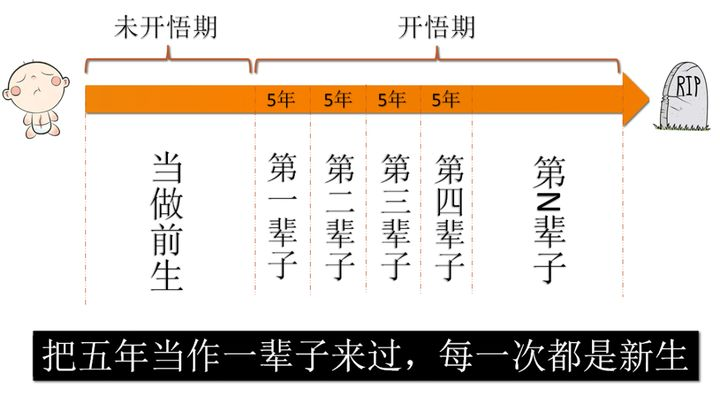 未开悟期
开悟期
RIP
5年
5年
5年
5年
当做前生
第一辈子
第二辈子
第三辈子
第四辈子
第N辈子
把五年当作一辈子来过，每一次都是新生